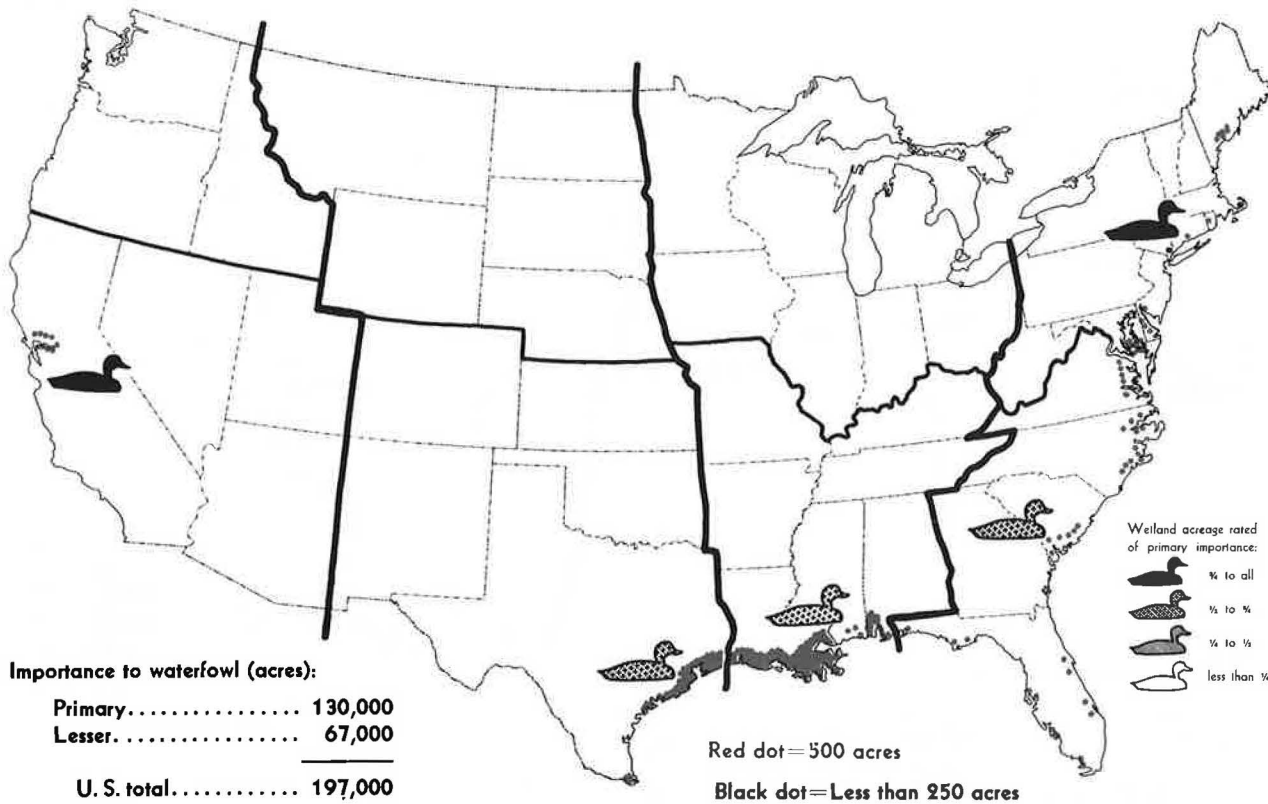 Wetland acreage rated
of primary importance:
¾ to all
½ to ¾
¼ to ½
less than ¼
Importance to waterfowl (acres):
Primary................ 130,000
Lesser................. 67,000
U. S. total............ 197,000
Red dot=500 acres
Black dot=Less than 250 acres